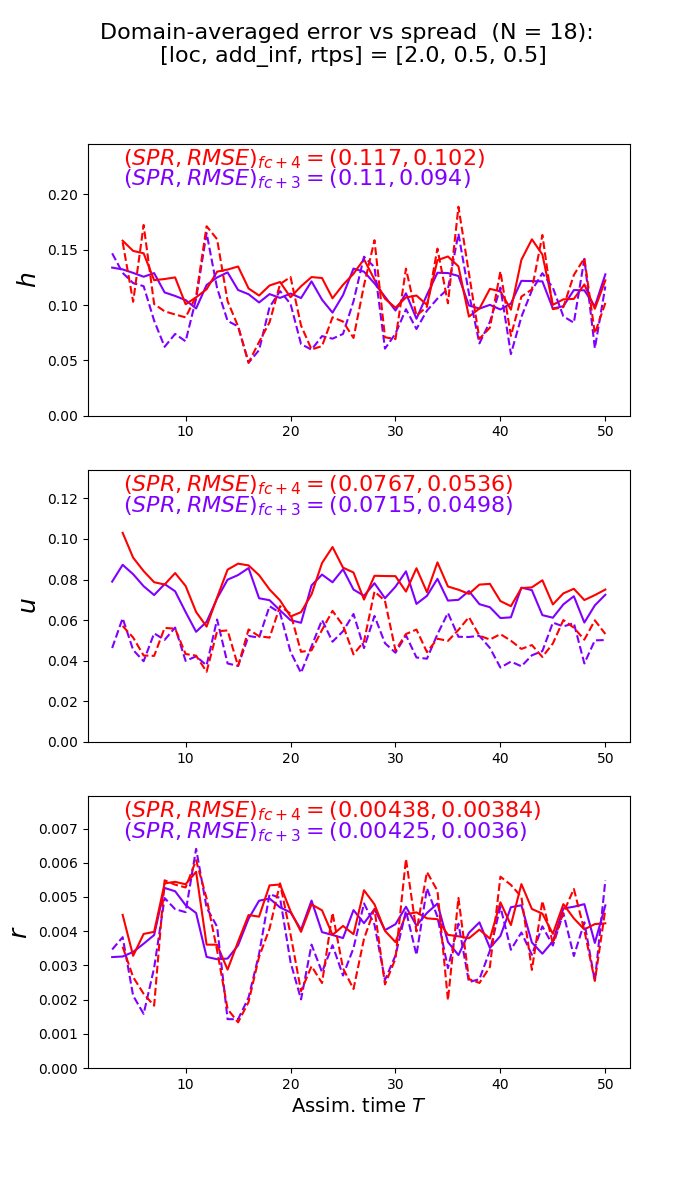 Domain-averaged error vs spread (N = 18):
[loc, add_inf, rtps] = [2.0, 0.5, 0.5]
(SPR, RMSE)fc+4 = (0.117, 0.102)
(SPR, RMSE)fc+3 = (0.11, 0.094)
0.20
0.15
0.10
0.05
0.00
h
10 20 30 40 50
(SPR, RMSE)fc+4 = (0.0767, 0.0536)
(SPR, RMSE)fc+3 = (0.0715, 0.0498)
0.12
0.10
0.08
0.06
0.04
0.02
0.00
u
10 20 30 40 50
(SPR, RMSE)fc+4 = (0.00438, 0.00384)
(SPR, RMSE)fc+3 = (0.00425, 0.0036)
0.007
0.006
0.005
0.004
0.003
0.002
0.001
0.000
r
10 20 30 40 50
Assim. time T